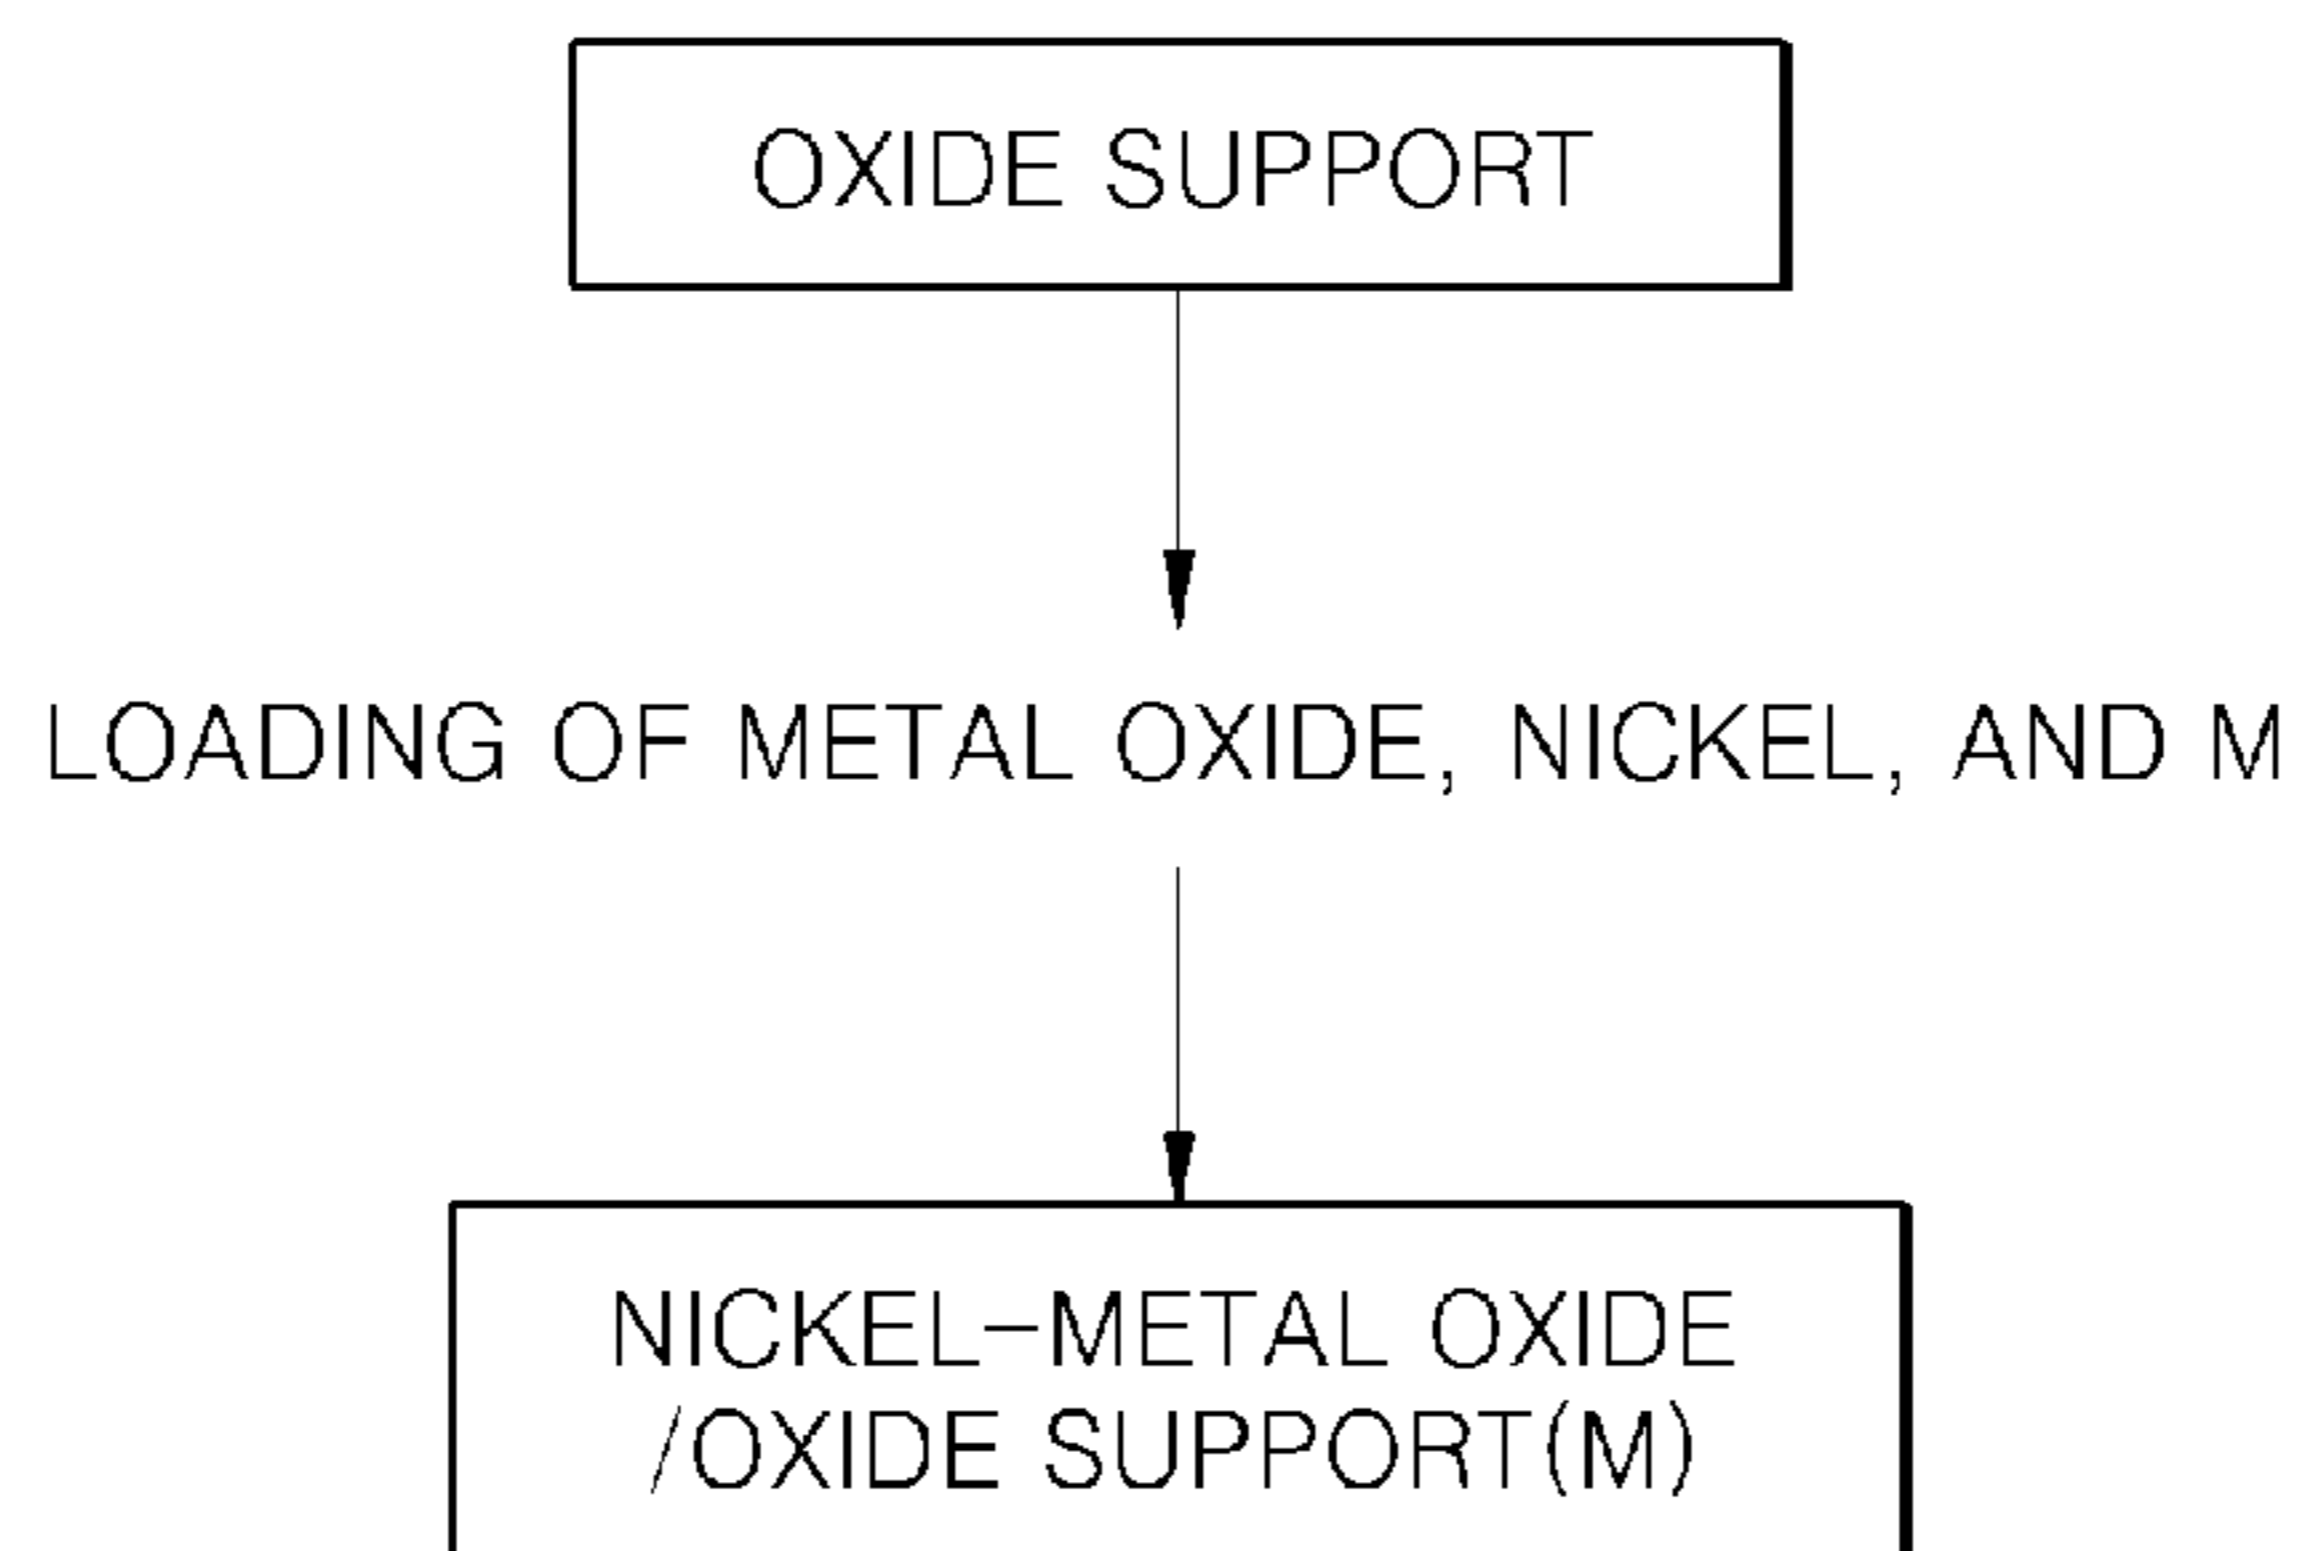 OXIDE SUPPORT
LOADING OF METAL OXIDE, NICKEL, AND M
NICKEL-METAL OXIDE
/OXIDE SUPPORT(M)